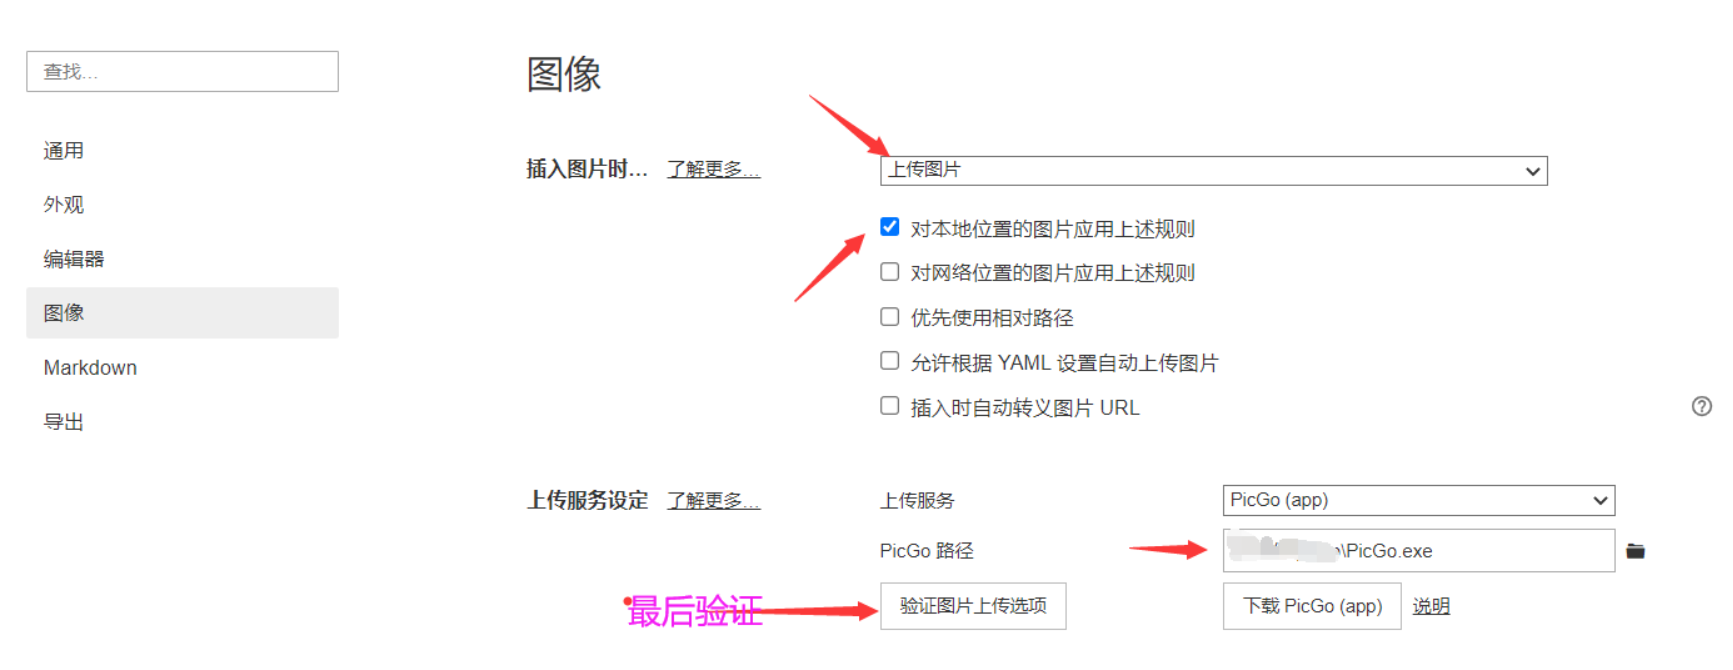 查找...
通用
外观
编辑器
图像
Markdown
导出
图像
插入图片时... 了解更多... 上传图片
对本地位置的图片应用上述规则
对网络位置的图片应用上述规则
优先使用相对路径
允许根据 YAML 设置自动上传图片
插入时自动转义图片 URL
上传服务设定 了解更多... 上传服务 PicGo (app)
PicGo 路径 \PicGo.exe
最后验证 验证图片上传选项 下载 PicGo (app) 说明